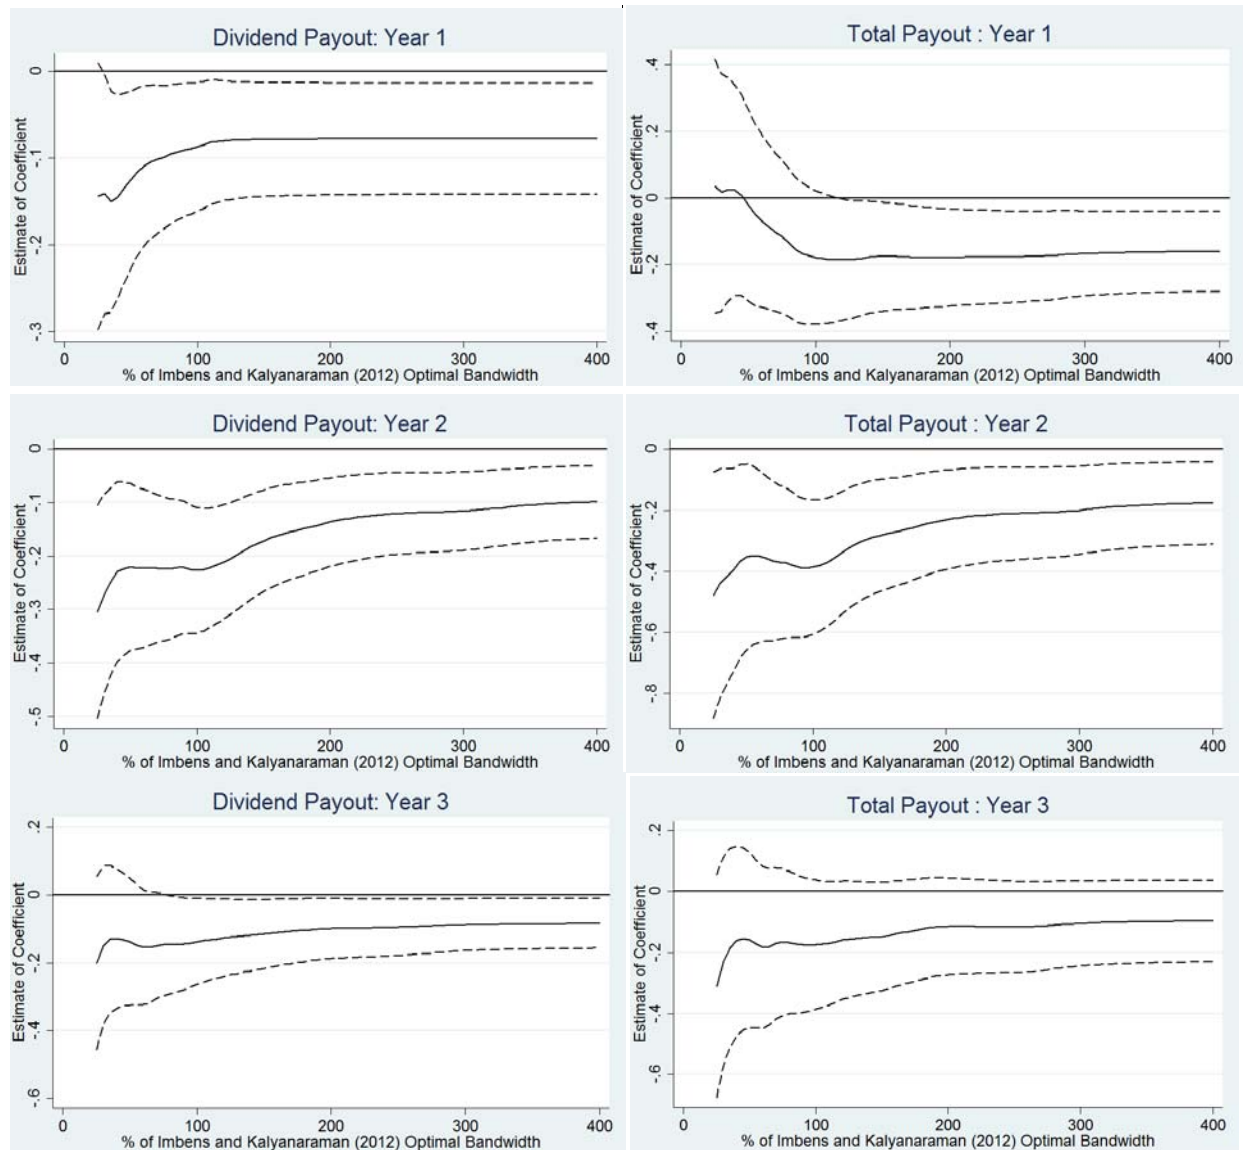 Dividend Payout: Year 1
Estimate of Coefficient
0
-.1
-.2
-.3
0 100 200 300 400
% of Imbens and Kalyanaraman (2012) Optimal Bandwidth
Total Payout : Year 1
Estimate of Coefficient
.4
.2
0
-.2
-.4
0 100 200 300 400
% of Imbens and Kalyanaraman (2012) Optimal Bandwidth
Dividend Payout: Year 2
Estimate of Coefficient
0
-.1
-.2
-.3
-.4
-.5
0 100 200 300 400
% of Imbens and Kalyanaraman (2012) Optimal Bandwidth
Total Payout : Year 2
Estimate of Coefficient
0
-.2
-.4
-.6
-.8
0 100 200 300 400
% of Imbens and Kalyanaraman (2012) Optimal Bandwidth
Dividend Payout: Year 3
Estimate of Coefficient
.2
0
-.2
-.4
-.6
0 100 200 300 400
% of Imbens and Kalyanaraman (2012) Optimal Bandwidth
Total Payout : Year 3
Estimate of Coefficient
.2
0
-.2
-.4
-.6
0 100 200 300 400
% of Imbens and Kalyanaraman (2012) Optimal Bandwidth